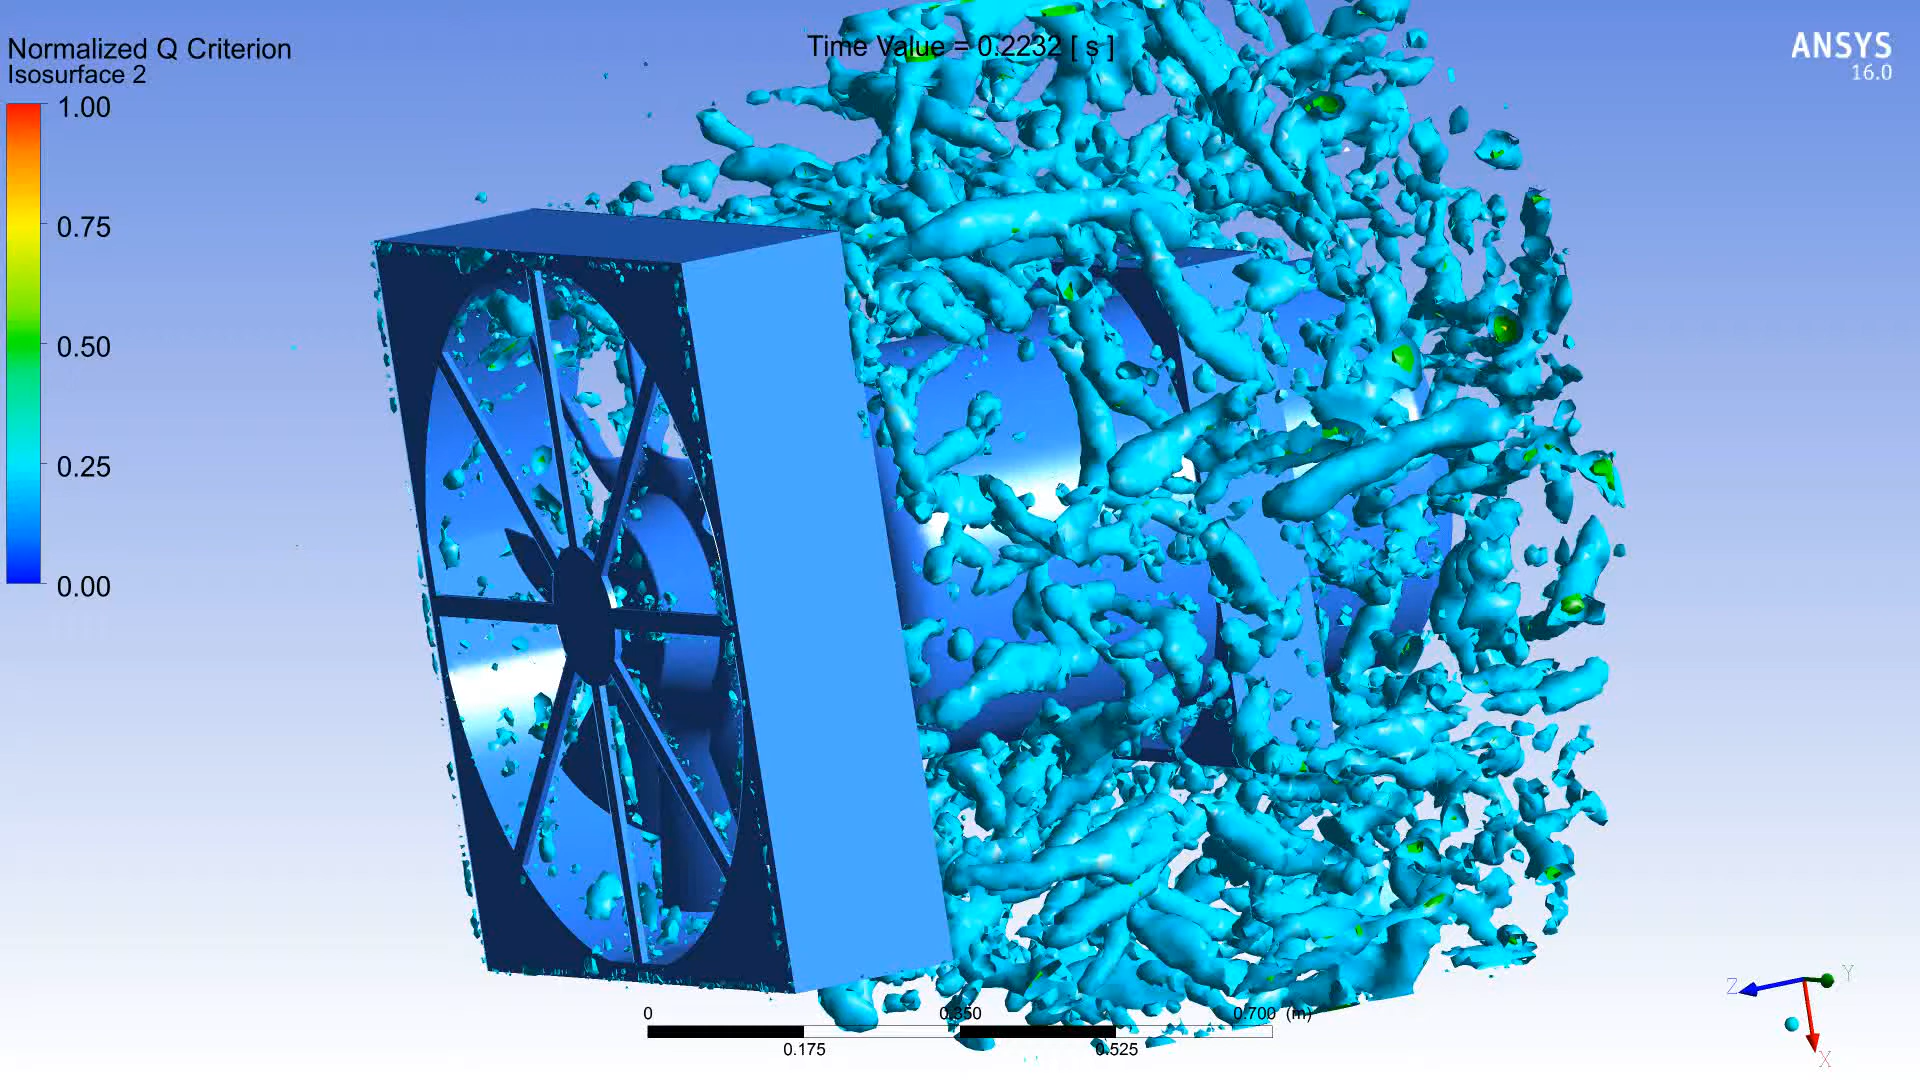 Normalized Q Criterion
Isosurface 2
1.00
0.75
0.50
0.25
0.00
Time Value = 0.2232 [ s ]
ANSYS
16.0
0
0.350
0.700 (m)
0.175
0.525
Z
Y
X